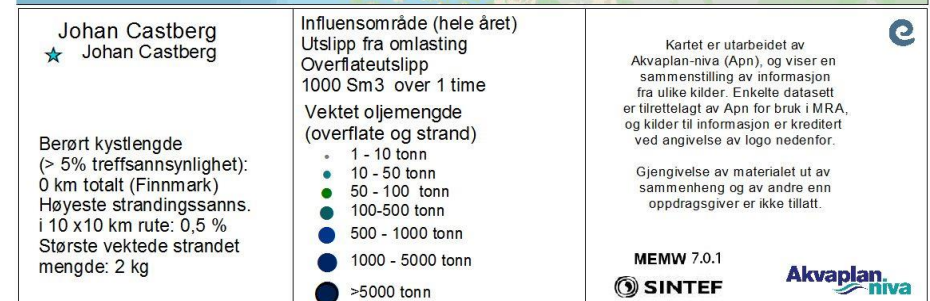 Johan Castberg
Johan Castberg
Berørt kystlengde
(> 5% treffsannsynlighet):
0 km totalt (Finnmark)
Høyeste strandingssanns.
i 10 x10 km rute: 0,5 %
Største vektede strandet
mengde: 2 kg
Influensområde (hele året)
Utslipp fra omlasting
Overflateutslipp
1000 Sm3 over 1 time
Vektet oljemengde
(overflate og strand)
1 - 10 tonn
10 - 50 tonn
50 - 100 tonn
100-500 tonn
500 - 1000 tonn
1000 - 5000 tonn
>5000 tonn
Kartet er utarbeidet av
Akvaplan-niva (Apn), og viser en
sammenstilling av informasjon
fra ulike kilder. Enkelte datasett
er tilrettelagt av Apn for bruk i MRA,
og kilder til informasjon er kreditert
ved angivelse av logo nedenfor.
Gjengivelse av materialet ut av
sammenheng og av andre enn
oppdragsgiver er ikke tillatt.
MEMW 7.0.1
SINTEF
Akvaplan
niva